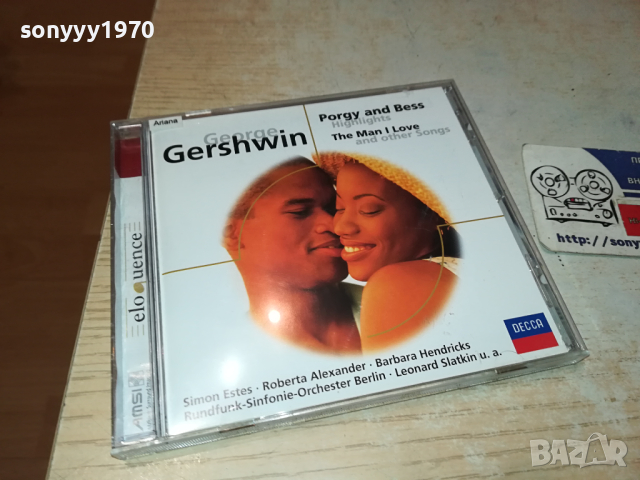 sonyyy1970
Ariana
George
Gershwin
Porgy and Bess
Highlights
The Man I Love
and other Songs
eloquence
AMSI
DECCA
Simon Estes · Roberta Alexander · Barbara Hendricks
Rundfunk-Sinfonie-Orchester Berlin · Leonard Slatkin u. a.
http://sony
BAZAR